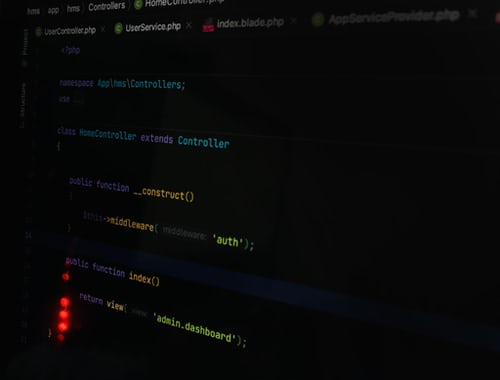 hms app hms Controllers HomeController.php
UserController.php UserService.php index.blade.php AppServiceProvider.php
Project
Structure
<?php
namespace App\hms\Controllers;
use ...
class HomeController extends Controller
{
public function __construct()
{
$this->middleware( middleware: 'auth');
}
public function index()
{
return view( view: 'admin.dashboard');
}